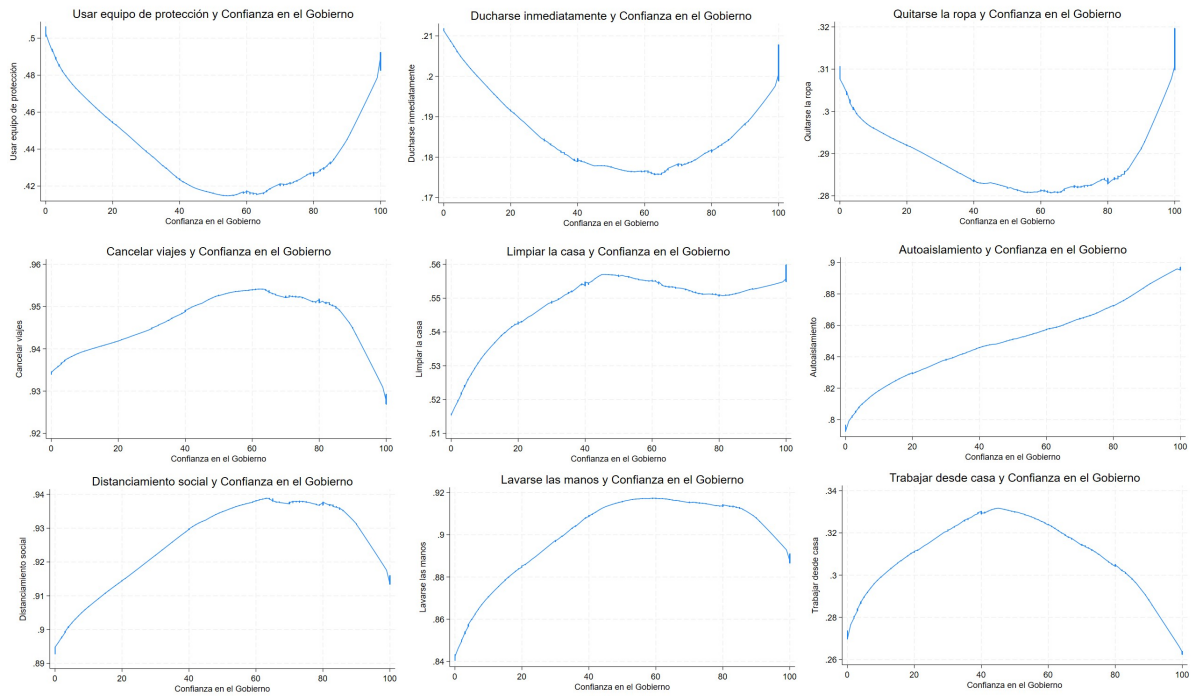 Usar equipo de protección y Confianza en el Gobierno
Usar equipo de protección
.5
.48
.46
.44
.42
0 20 40 60 80 100
Confianza en el Gobierno
Ducharse inmediatamente y Confianza en el Gobierno
Ducharse inmediatamente
.21
.2
.19
.18
.17
0 20 40 60 80 100
Confianza en el Gobierno
Quitarse la ropa y Confianza en el Gobierno
Quitarse la ropa
.32
.31
.3
.29
.28
0 20 40 60 80 100
Confianza en el Gobierno
Cancelar viajes y Confianza en el Gobierno
Cancelar viajes
.96
.95
.94
.93
.92
0 20 40 60 80 100
Confianza en el Gobierno
Limpiar la casa y Confianza en el Gobierno
Limpiar la casa
.56
.55
.54
.53
.52
.51
0 20 40 60 80 100
Confianza en el Gobierno
Autoaislamiento y Confianza en el Gobierno
Autoaislamiento
.9
.88
.86
.84
.82
.8
0 20 40 60 80 100
Confianza en el Gobierno
Distanciamiento social y Confianza en el Gobierno
Distanciamiento social
.94
.93
.92
.91
.9
.89
0 20 40 60 80 100
Confianza en el Gobierno
Lavarse las manos y Confianza en el Gobierno
Lavarse las manos
.92
.9
.88
.86
.84
0 20 40 60 80 100
Confianza en el Gobierno
Trabajar desde casa y Confianza en el Gobierno
Trabajar desde casa
.34
.32
.3
.28
.26
0 20 40 60 80 100
Confianza en el Gobierno